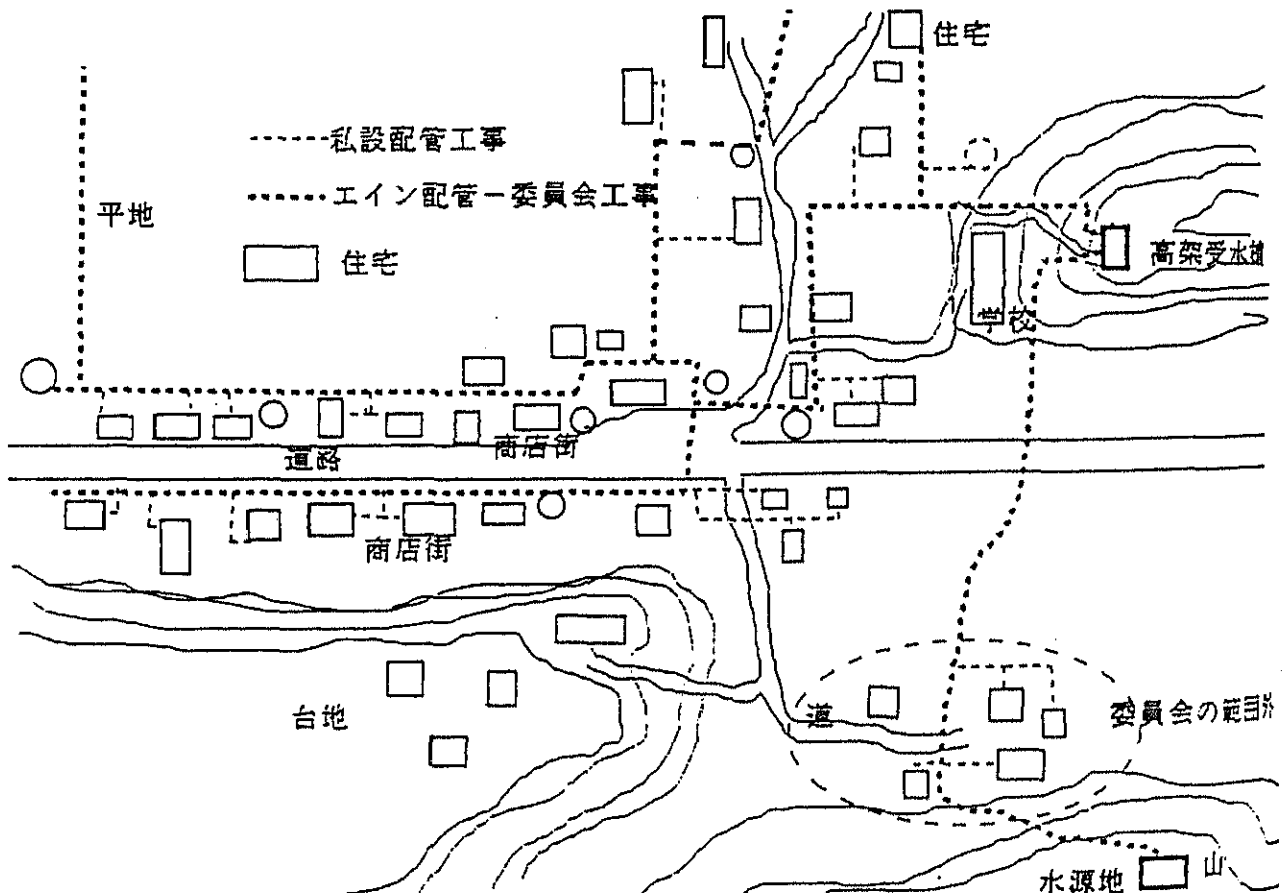 住宅
私設配管工事
エイン配管－委員会工事
平地
住宅
高架受水槽
学校
商店街
道路
商店街
台地
道
委員会の範囲外
水源地
山